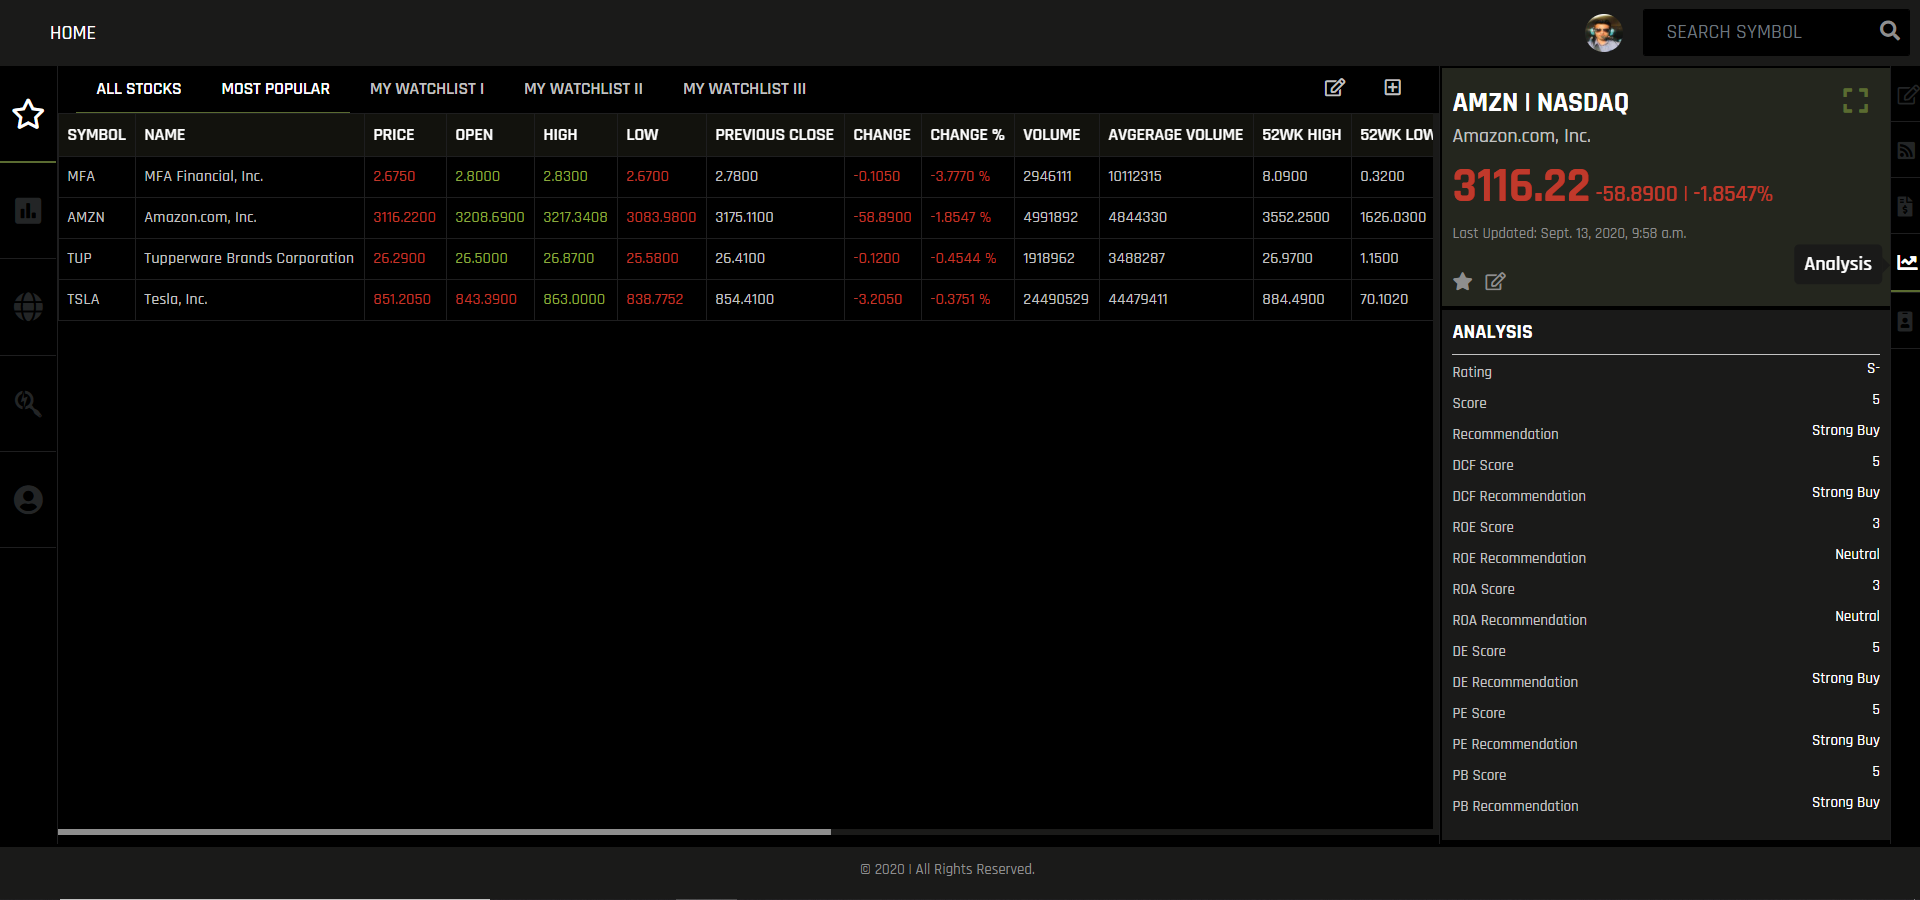 HOME
SEARCH SYMBOL
ALL STOCKS MOST POPULAR MY WATCHLIST I MY WATCHLIST II MY WATCHLIST III
SYMBOL NAME PRICE OPEN HIGH LOW PREVIOUS CLOSE CHANGE CHANGE % VOLUME AVGERAGE VOLUME 52WK HIGH 52WK LOW
MFA MFA Financial, Inc. 2.6750 2.8000 2.8300 2.6700 2.7800 -0.1050 -3.7770 % 2946111 10112315 8.0900 0.3200
AMZN Amazon.com, Inc. 3116.2200 3208.6900 3217.3408 3083.9800 3175.1100 -58.8900 -1.8547 % 4991892 4844330 3552.2500 1626.0300
TUP Tupperware Brands Corporation 26.2900 26.5000 26.8700 25.5800 26.4100 -0.1200 -0.4544 % 1918962 3488287 26.9700 1.1500
TSLA Tesla, Inc. 851.2050 843.3900 863.0000 838.7752 854.4100 -3.2050 -0.3751 % 24490529 44479411 884.4900 70.1020
AMZN | NASDAQ
Amazon.com, Inc.
3116.22 -58.8900 | -1.8547%
Last Updated: Sept. 13, 2020, 9:58 a.m.
Analysis
ANALYSIS
Rating S-
Score 5
Recommendation Strong Buy
DCF Score 5
DCF Recommendation Strong Buy
ROE Score 3
ROE Recommendation Neutral
ROA Score 3
ROA Recommendation Neutral
DE Score 5
DE Recommendation Strong Buy
PE Score 5
PE Recommendation Strong Buy
PB Score 5
PB Recommendation Strong Buy
© 2020 | All Rights Reserved.